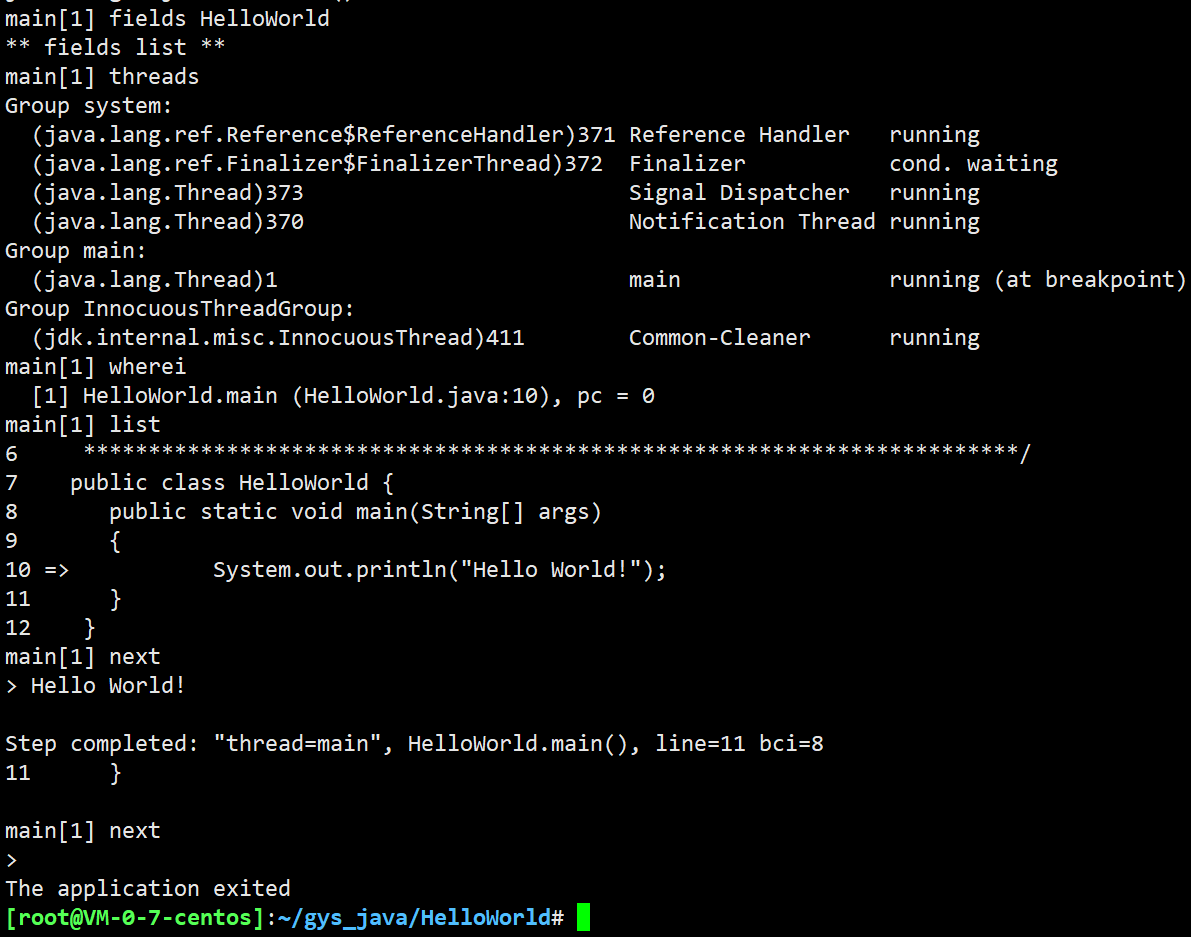 main[1] fields HelloWorld
** fields list **
main[1] threads
Group system:
  (java.lang.ref.Reference$ReferenceHandler)371 Reference Handler   running
  (java.lang.ref.Finalizer$FinalizerThread)372  Finalizer           cond. waiting
  (java.lang.Thread)373                         Signal Dispatcher   running
  (java.lang.Thread)370                         Notification Thread running
Group main:
  (java.lang.Thread)1                           main                running (at breakpoint)
Group InnocuousThreadGroup:
  (jdk.internal.misc.InnocuousThread)411        Common-Cleaner      running
main[1] wherei
  [1] HelloWorld.main (HelloWorld.java:10), pc = 0
main[1] list
6     ************************************************************************/
7    public class HelloWorld {
8       public static void main(String[] args)
9       {
10 =>           System.out.println("Hello World!");
11      }
12    }
main[1] next
> Hello World!

Step completed: "thread=main", HelloWorld.main(), line=11 bci=8
11      }

main[1] next
>
The application exited
[root@VM-0-7-centos]:~/gys_java/HelloWorld#